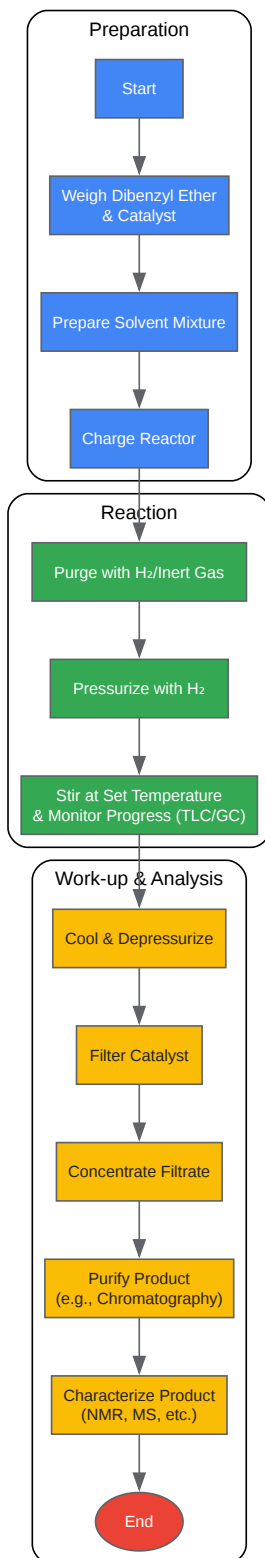 Preparation
Start
Weigh Dibenzyl Ether
& Catalyst
Prepare Solvent Mixture
Charge Reactor
Reaction
Purge with H₂/Inert Gas
Pressurize with H₂
Stir at Set Temperature
& Monitor Progress (TLC/GC)
Work-up & Analysis
Cool & Depressurize
Filter Catalyst
Concentrate Filtrate
Purify Product
(e.g., Chromatography)
Characterize Product
(NMR, MS, etc.)
End